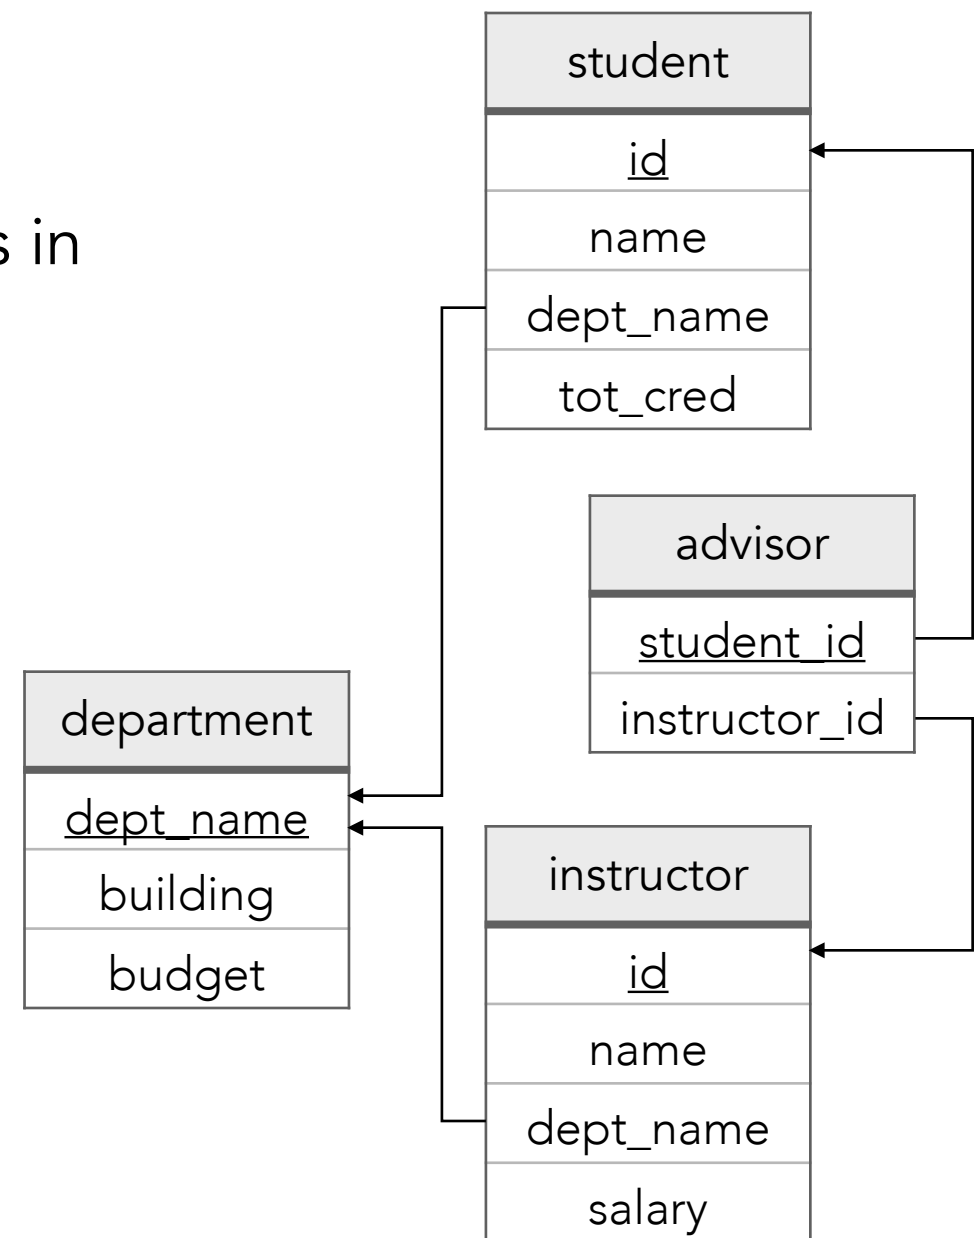 s in
student
id
name
dept_name
tot_cred
advisor
student_id
instructor_id
department
dept_name
building
budget
instructor
id
name
dept_name
salary